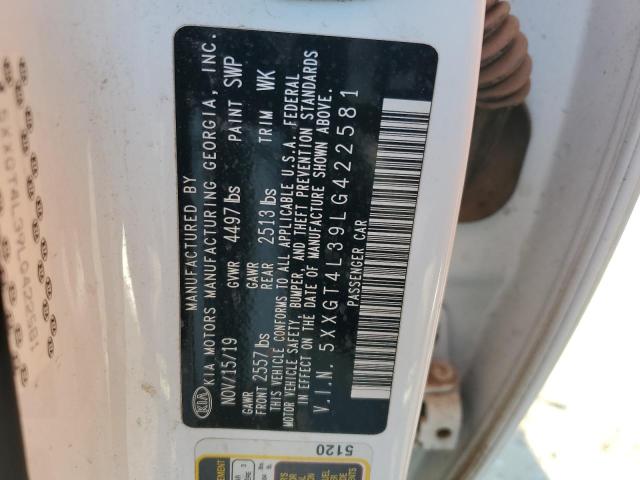 MANUFACTURED BY
KIA KIA MOTORS MANUFACTURING GEORGIA, INC.
NOV/15/19 GVWR 4497 lbs PAINT SWP
GAWR FRONT 2557 lbs GAWR REAR 2513 lbs TRIM WK
THIS VEHICLE CONFORMS TO ALL APPLICABLE U.S.A. FEDERAL
MOTOR VEHICLE SAFETY, BUMPER, AND THEFT PREVENTION STANDARDS
IN EFFECT ON THE DATE OF MANUFACTURE SHOWN ABOVE.
V.I.N. 5XXGT4L39LG422581
PASSENGER CAR
5120
5XXGT4L39LG422581